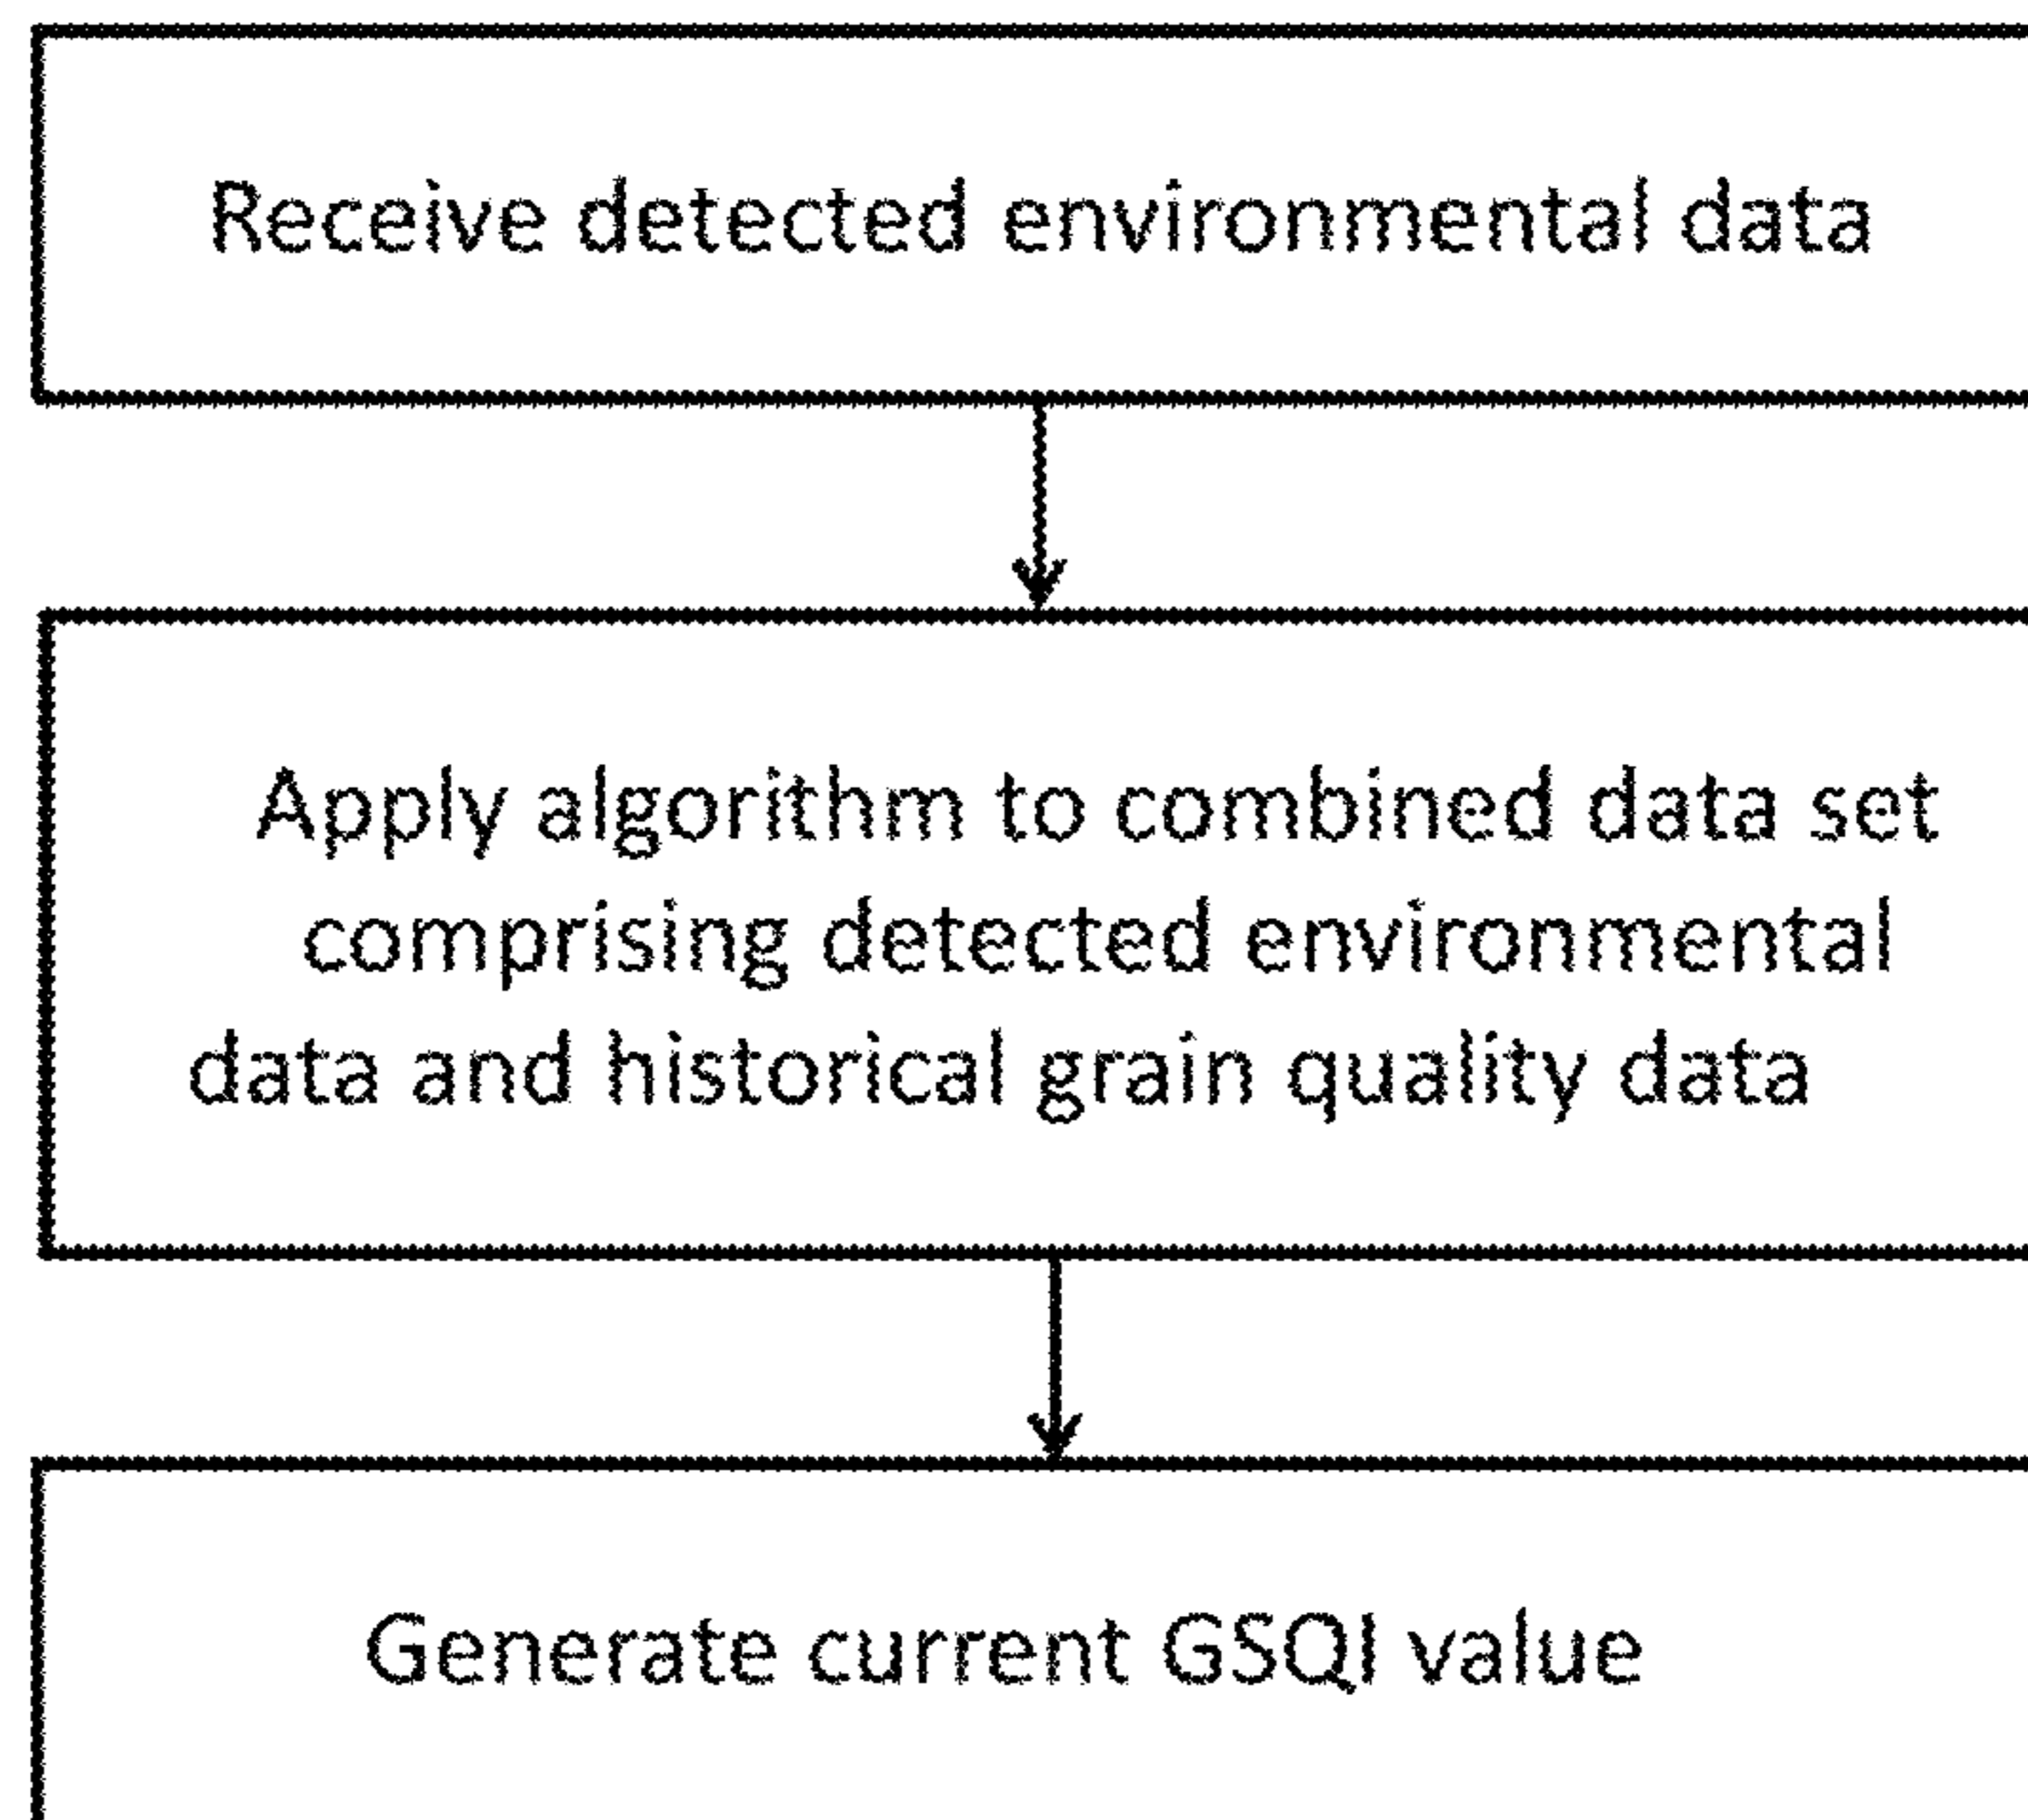 Receive detected environmental data
Apply algorithm to combined data set
comprising detected environmental
data and historical grain quality data
Generate current GSQI value